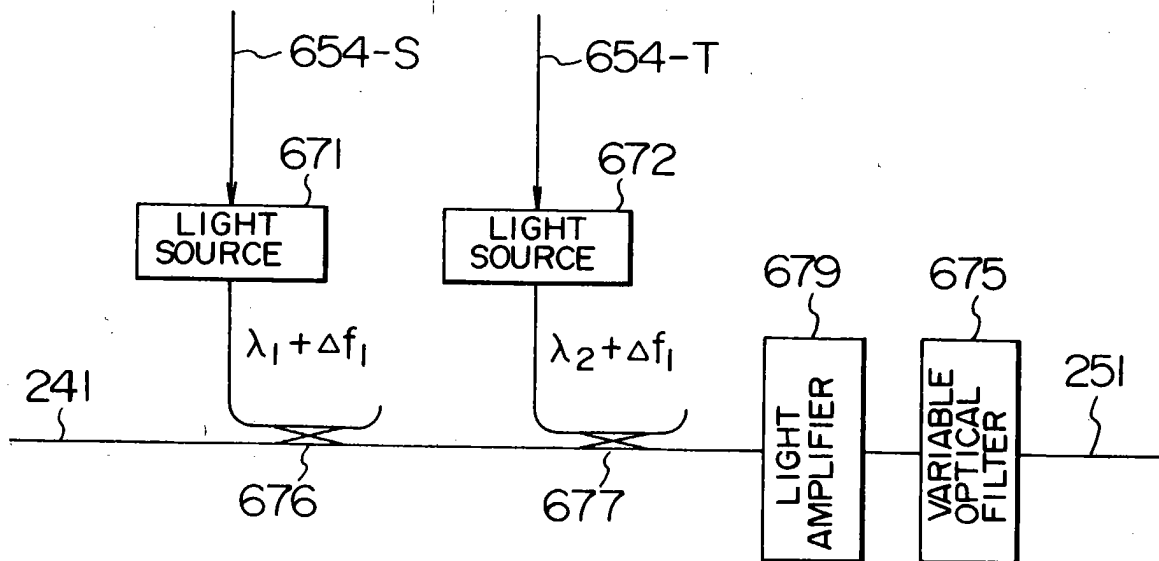 654-S
654-T
671
672
LIGHT
SOURCE
LIGHT
SOURCE
679
675
λ₁ + Δf₁
λ₂ + Δf₁
241
251
LIGHT
AMPLIFIER
VARIABLE
OPTICAL
FILTER
676
677